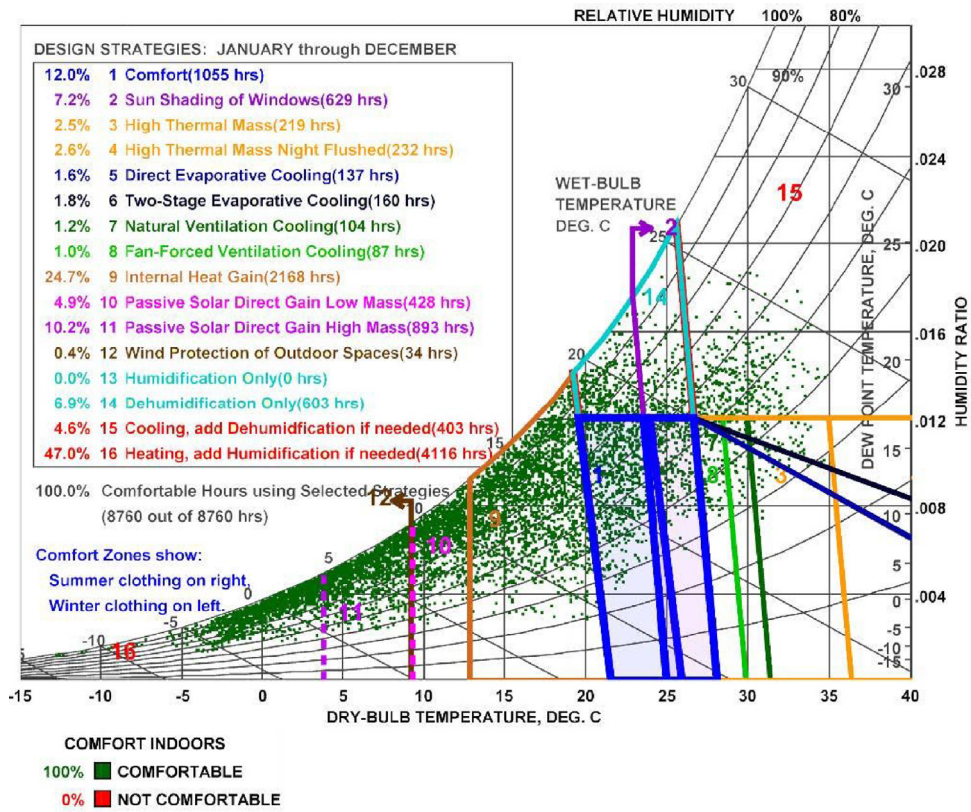 RELATIVE HUMIDITY 100% 80%
DESIGN STRATEGIES: JANUARY through DECEMBER
12.0% 1 Comfort(1055 hrs)
7.2% 2 Sun Shading of Windows(629 hrs)
2.5% 3 High Thermal Mass(219 hrs)
2.6% 4 High Thermal Mass Night Flushed(232 hrs)
1.6% 5 Direct Evaporative Cooling(137 hrs)
1.8% 6 Two-Stage Evaporative Cooling(160 hrs)
1.2% 7 Natural Ventilation Cooling(104 hrs)
1.0% 8 Fan-Forced Ventilation Cooling(87 hrs)
24.7% 9 Internal Heat Gain(2168 hrs)
4.9% 10 Passive Solar Direct Gain Low Mass(428 hrs)
10.2% 11 Passive Solar Direct Gain High Mass(893 hrs)
0.4% 12 Wind Protection of Outdoor Spaces(34 hrs)
0.0% 13 Humidification Only(0 hrs)
6.9% 14 Dehumidification Only(603 hrs)
4.6% 15 Cooling, add Dehumidfication if needed(403 hrs)
47.0% 16 Heating, add Humidification if needed(4116 hrs)
100.0% Comfortable Hours using Selected Strategies
(8760 out of 8760 hrs)
Comfort Zones show:
Summer clothing on right,
Winter clothing on left.
90%
30
30
WET-BULB
TEMPERATURE
DEG. C
15
2
25
25
14
20
20
15
15
12
10
10
10
9
1
8
3
5
5
11
0
0
-5
-5
-10
-10
-15
16
DEW POINT TEMPERATURE, DEG. C
.028
.024
.020
.016
.012
.008
.004
HUMIDITY RATIO
-15 -10 -5 0 5 10 15 20 25 30 35 40
DRY-BULB TEMPERATURE, DEG. C
COMFORT INDOORS
100% COMFORTABLE
0% NOT COMFORTABLE